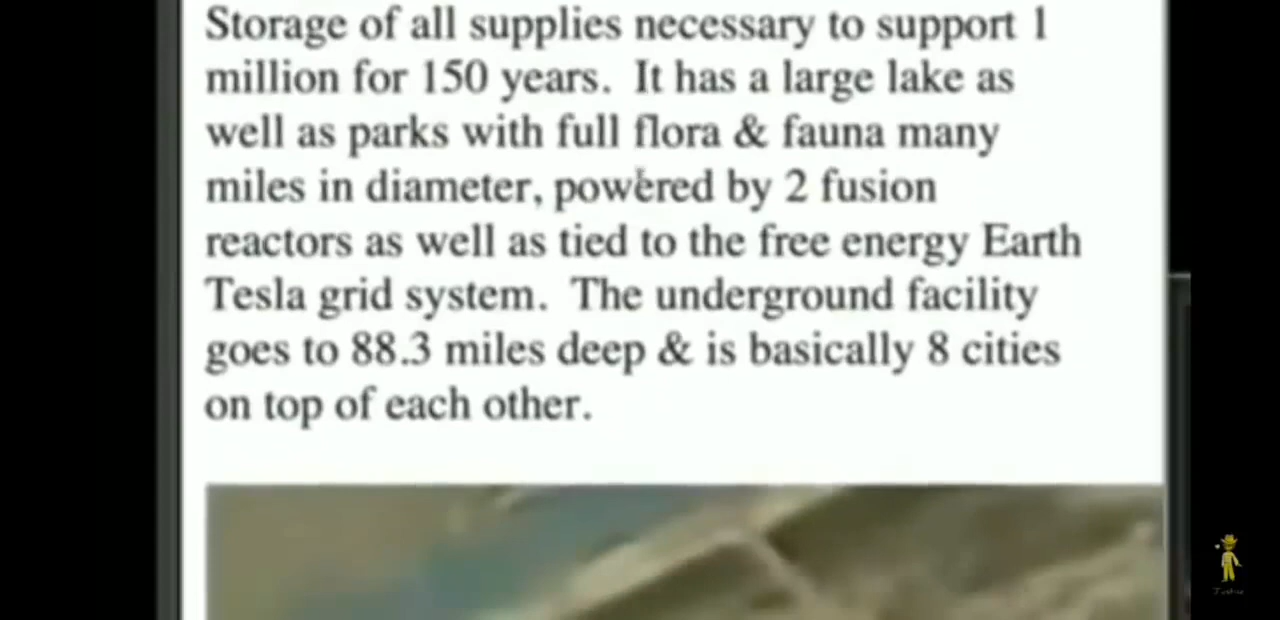 Storage of all supplies necessary to support 1
million for 150 years. It has a large lake as
well as parks with full flora & fauna many
miles in diameter, powered by 2 fusion
reactors as well as tied to the free energy Earth
Tesla grid system. The underground facility
goes to 88.3 miles deep & is basically 8 cities
on top of each other.